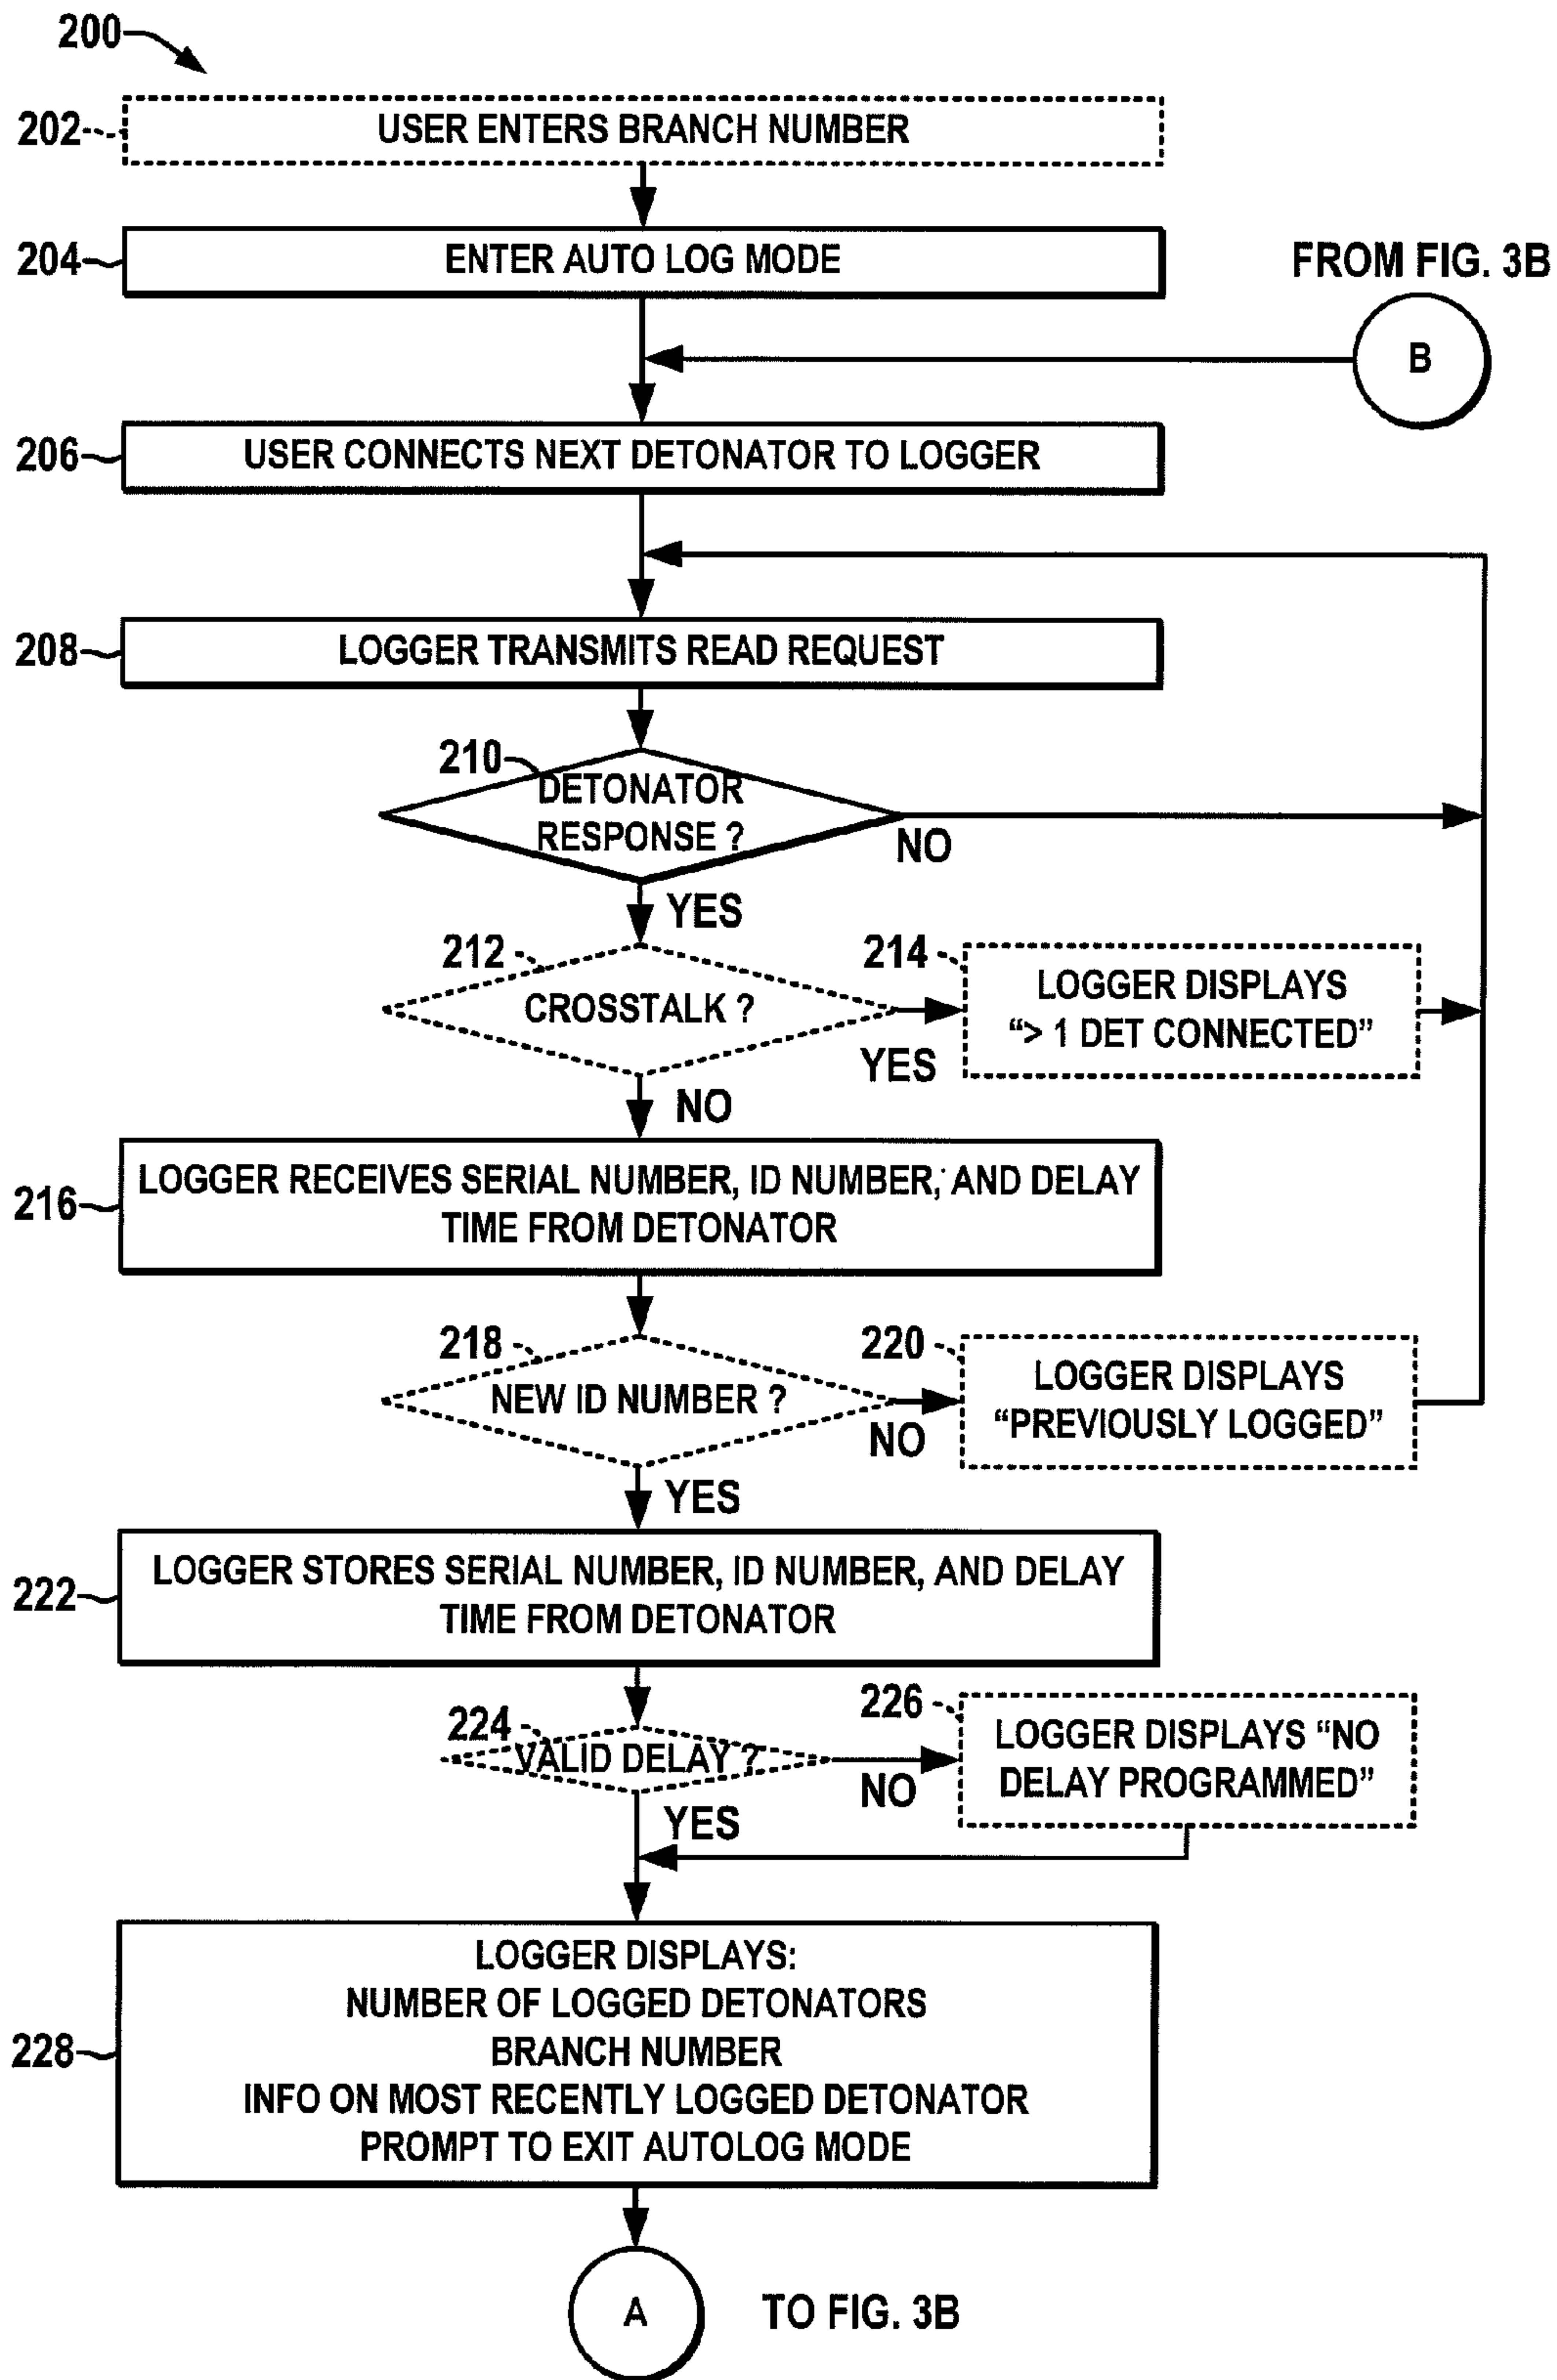 200
202
USER ENTERS BRANCH NUMBER
204
ENTER AUTO LOG MODE
FROM FIG. 3B
B
206
USER CONNECTS NEXT DETONATOR TO LOGGER
208
LOGGER TRANSMITS READ REQUEST
210
DETONATOR
RESPONSE ?
NO
YES
212
CROSSTALK ?
YES
214
LOGGER DISPLAYS
“> 1 DET CONNECTED”
NO
216
LOGGER RECEIVES SERIAL NUMBER, ID NUMBER, AND DELAY
TIME FROM DETONATOR
218
NEW ID NUMBER ?
NO
220
LOGGER DISPLAYS
“PREVIOUSLY LOGGED”
YES
222
LOGGER STORES SERIAL NUMBER, ID NUMBER, AND DELAY
TIME FROM DETONATOR
224
VALID DELAY ?
NO
226
LOGGER DISPLAYS “NO
DELAY PROGRAMMED”
YES
228
LOGGER DISPLAYS:
NUMBER OF LOGGED DETONATORS
BRANCH NUMBER
INFO ON MOST RECENTLY LOGGED DETONATOR
PROMPT TO EXIT AUTOLOG MODE
A
TO FIG. 3B